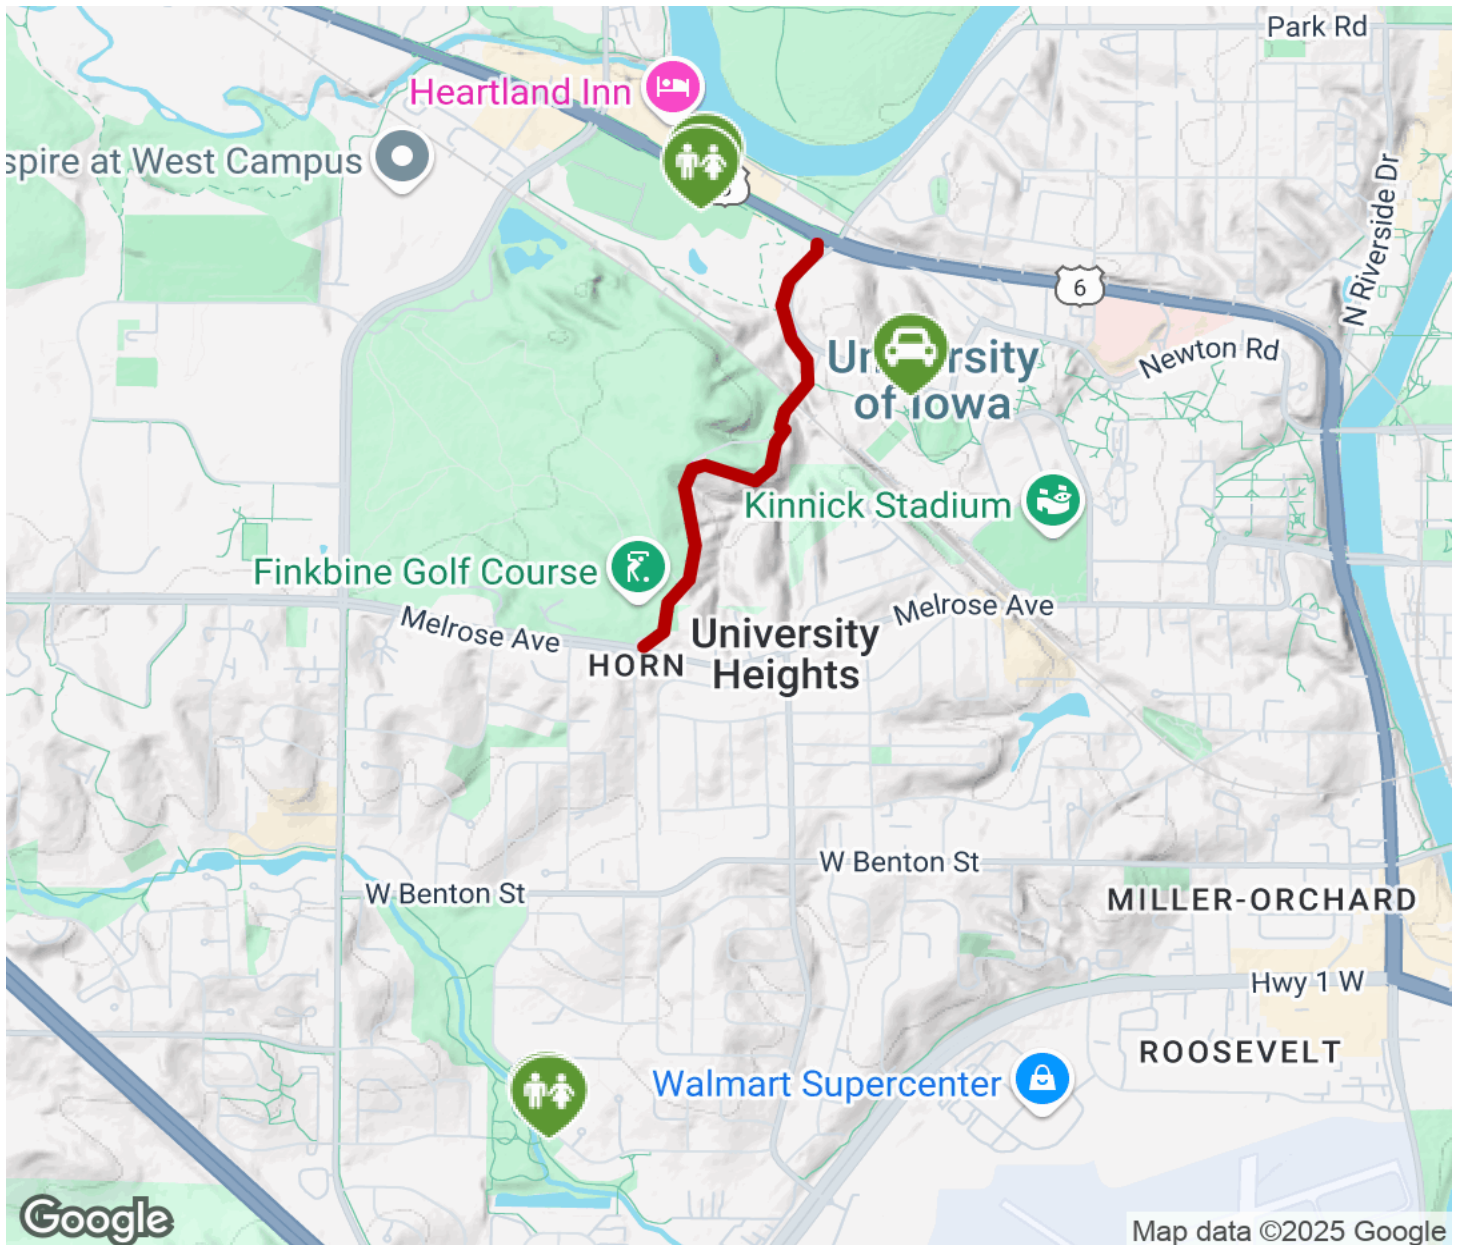 Park Rd
Heartland Inn
spire at West Campus
N Riverside Dr
6
Newton Rd
University
of Iowa
Kinnick Stadium
Finkbine Golf Course
Melrose Ave
Melrose Ave
University
Heights
HORN
W Benton St
W Benton St
MILLER-ORCHARD
Hwy 1 W
ROOSEVELT
Walmart Supercenter
Google
Map data ©2025 Google